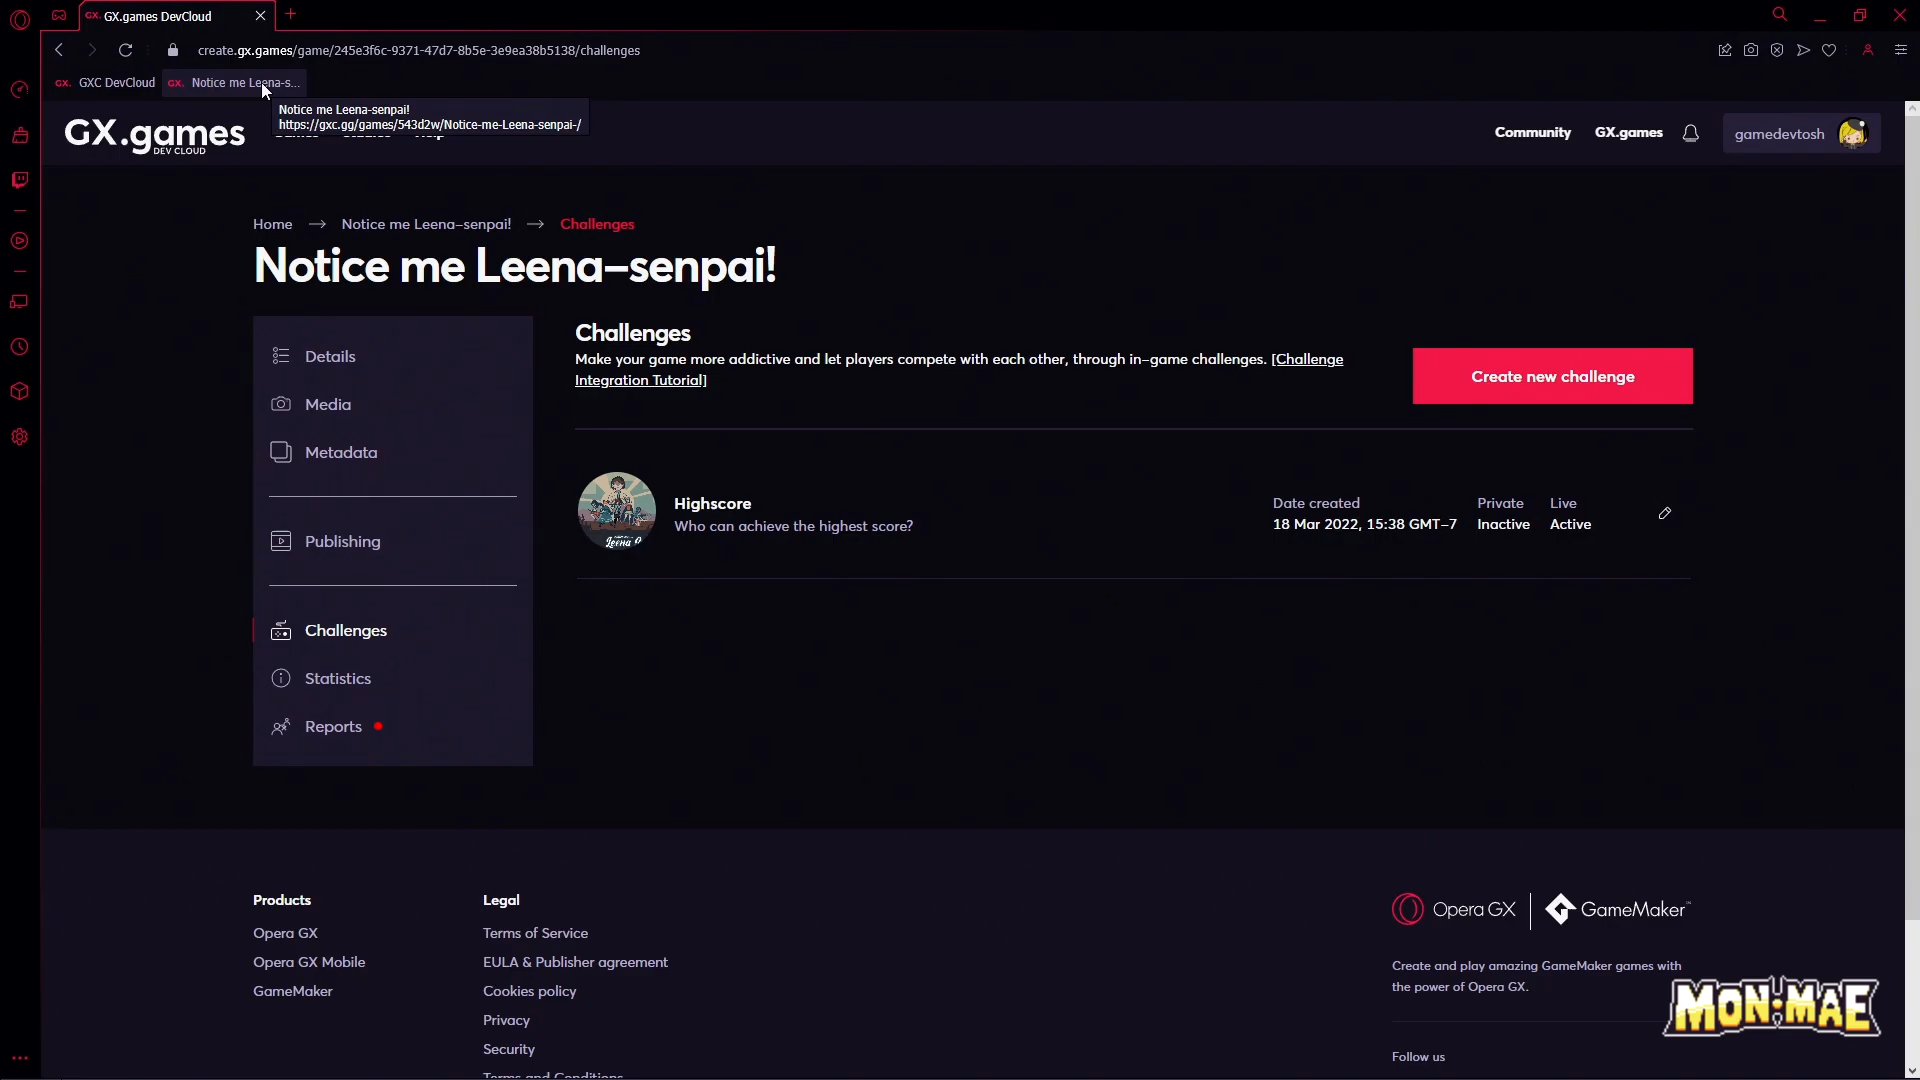 GX.games DevCloud
create.gx.games/game/245e3f6c-9371-47d7-8b5e-3e9ea38b5138/challenges
GXC DevCloud
Notice me Leena-s...
Notice me Leena-senpai!
https://gxc.gg/games/543d2w/Notice-me-Leena-senpai-/
GX.games
DEV CLOUD
Community
GX.games
gamedevtosh
Home
Notice me Leena-senpai!
Challenges
Notice me Leena-senpai!
Details
Media
Metadata
Publishing
Challenges
Statistics
Reports
Challenges
Make your game more addictive and let players compete with each other, through in-game challenges. [Challenge
Integration Tutorial]
Create new challenge
Highscore
Who can achieve the highest score?
Date created
18 Mar 2022, 15:38 GMT-7
Private
Inactive
Live
Active
Products
Opera GX
Opera GX Mobile
GameMaker
Legal
Terms of Service
EULA & Publisher agreement
Cookies policy
Privacy
Security
Terms and Conditions
Opera GX
GameMaker
Create and play amazing GameMaker games with
the power of Opera GX.
MON:MAE
Follow us